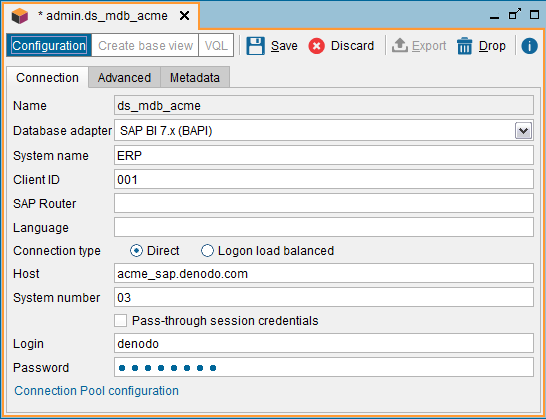 * admin.ds_mdb_acme
Configuration Create base view VQL Save Discard Export Drop
Connection Advanced Metadata
Name ds_mdb_acme
Database adapter SAP BI 7.x (BAPI)
System name ERP
Client ID 001
SAP Router
Language
Connection type Direct Logon load balanced
Host acme_sap.denodo.com
System number 03
Pass-through session credentials
Login denodo
Password
Connection Pool configuration